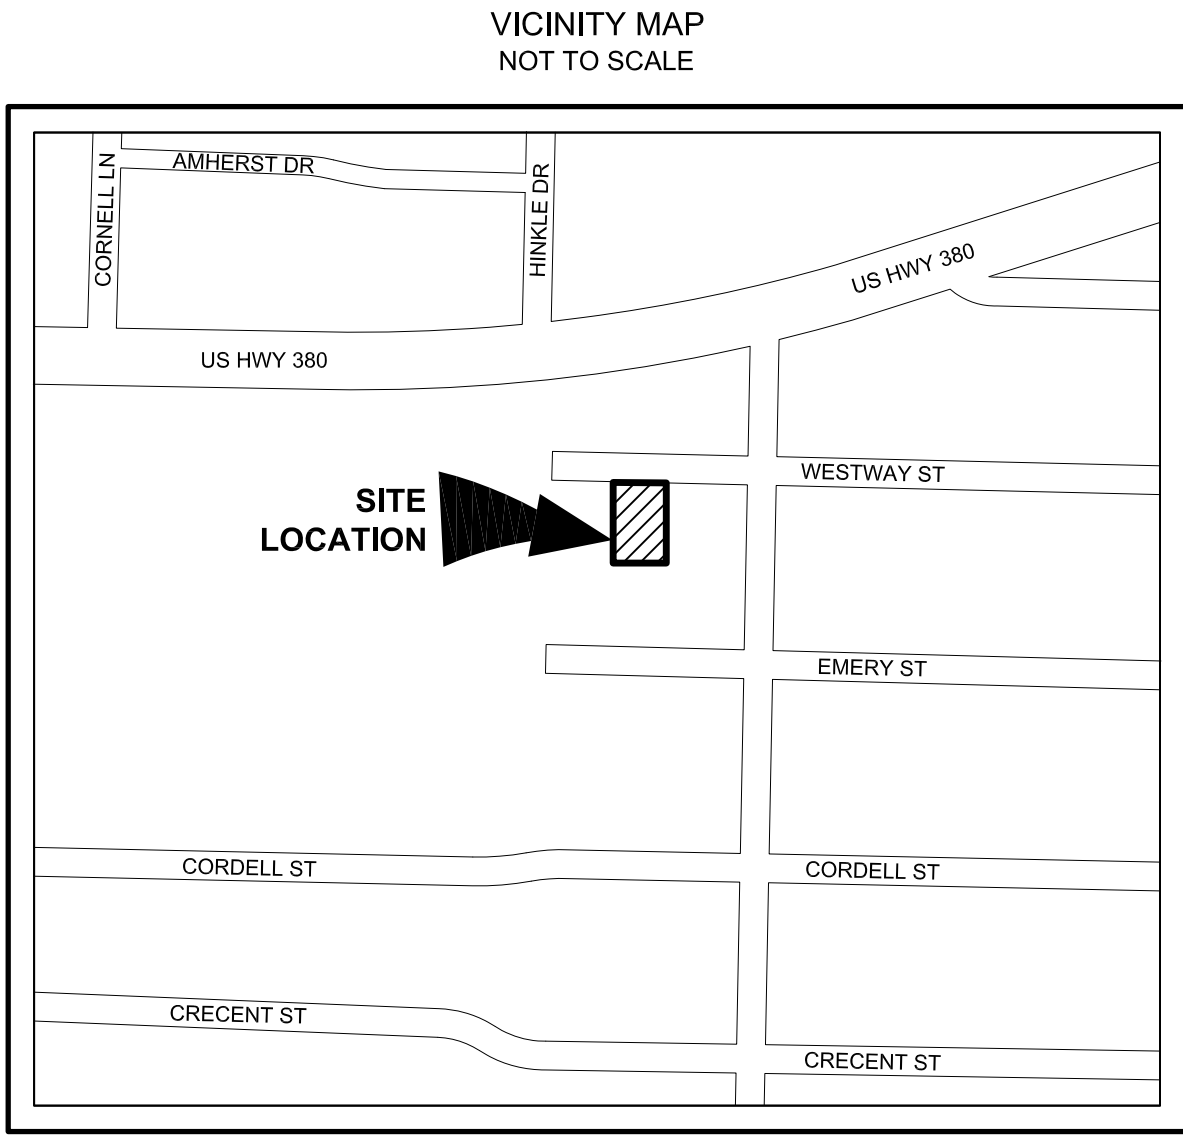 VICINITY MAP
NOT TO SCALE
AMHERST DR
CORNELL LN
HINKLE DR
US HWY 380
US HWY 380
WESTWAY ST
SITE
LOCATION
EMERY ST
CORDELL ST
CORDELL ST
CRECENT ST
CRECENT ST